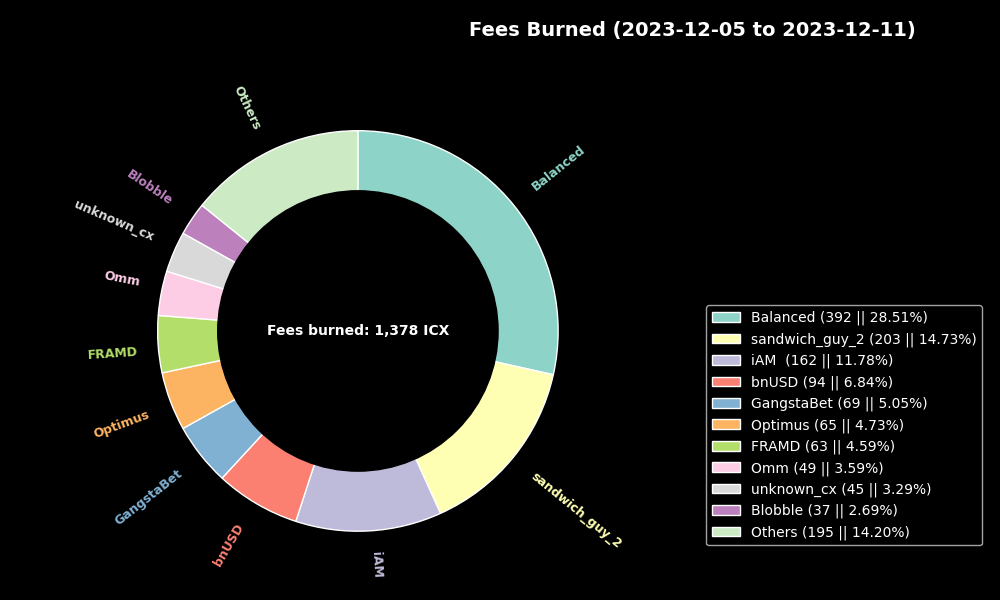 Fees Burned (2023-12-05 to 2023-12-11)
Others
Balanced
Blobble
unknown_cx
Omm
FRAMD
Optimus
GangstaBet
bnUSD
iAM
sandwich_guy_2
Fees burned: 1,378 ICX
Balanced (392 || 28.51%)
sandwich_guy_2 (203 || 14.73%)
iAM  (162 || 11.78%)
bnUSD (94 || 6.84%)
GangstaBet (69 || 5.05%)
Optimus (65 || 4.73%)
FRAMD (63 || 4.59%)
Omm (49 || 3.59%)
unknown_cx (45 || 3.29%)
Blobble (37 || 2.69%)
Others (195 || 14.20%)